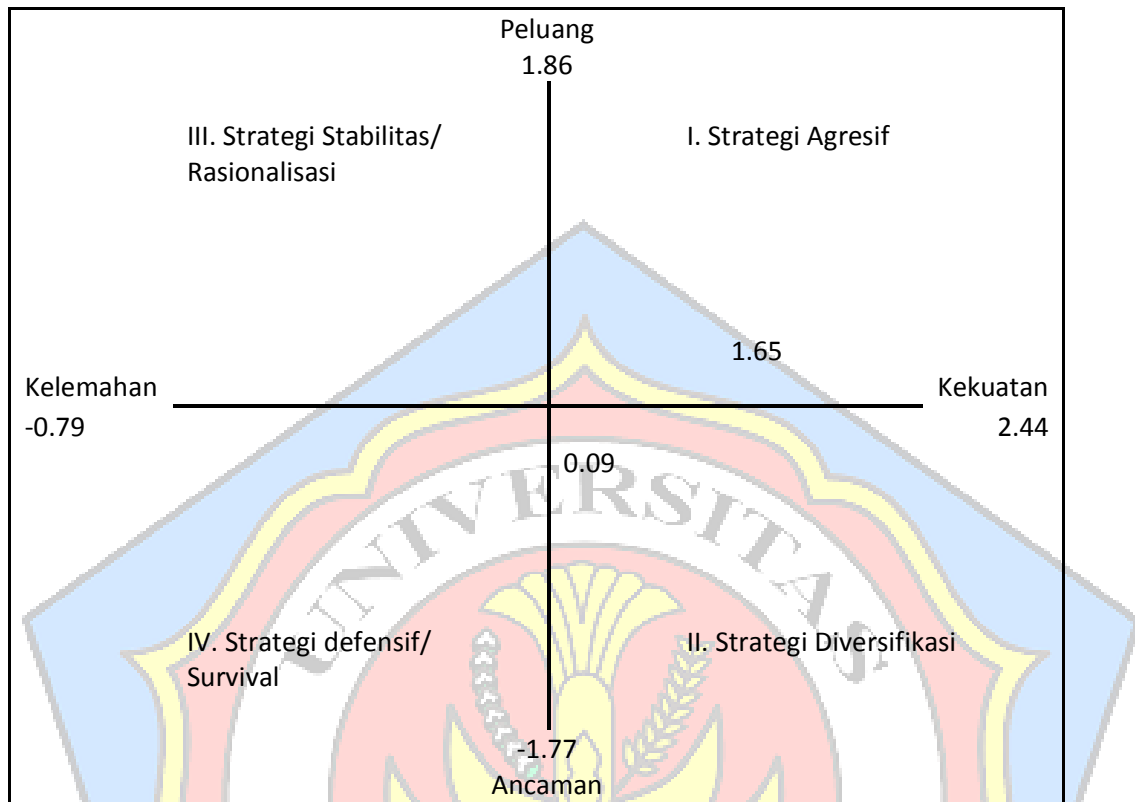 Peluang
1.86
III. Strategi Stabilitas/
Rasionalisasi
I. Strategi Agresif
1.65
Kelemahan
-0.79
Kekuatan
2.44
0.09
UNIVERSITAS
IV. Strategi defensif/
Survival
II. Strategi Diversifikasi
-1.77
Ancaman